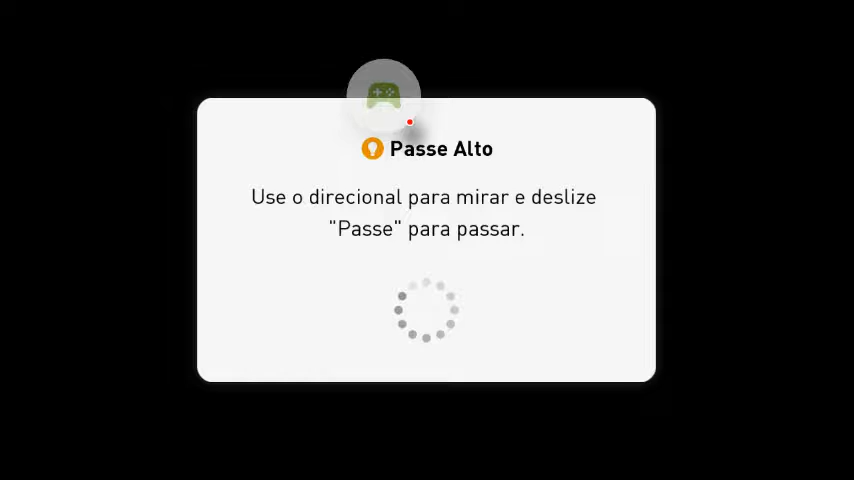 Passe Alto
Use o direcional para mirar e deslize
"Passe" para passar.